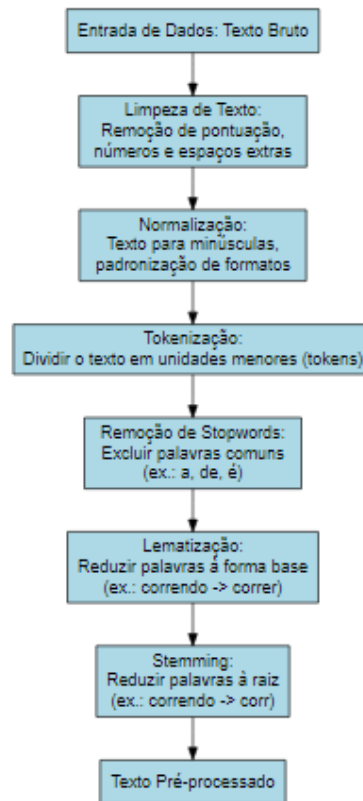 Entrada de Dados: Texto Bruto
Limpeza de Texto:
Remoção de pontuação,
números e espaços extras
Normalização:
Texto para minúsculas,
padronização de formatos
Tokenização:
Dividir o texto em unidades menores (tokens)
Remoção de Stopwords:
Excluir palavras comuns
(ex.: a, de, é)
Lematização:
Reduzir palavras à forma base
(ex.: correndo -> correr)
Stemming:
Reduzir palavras à raiz
(ex.: correndo -> corr)
Texto Pré-processado